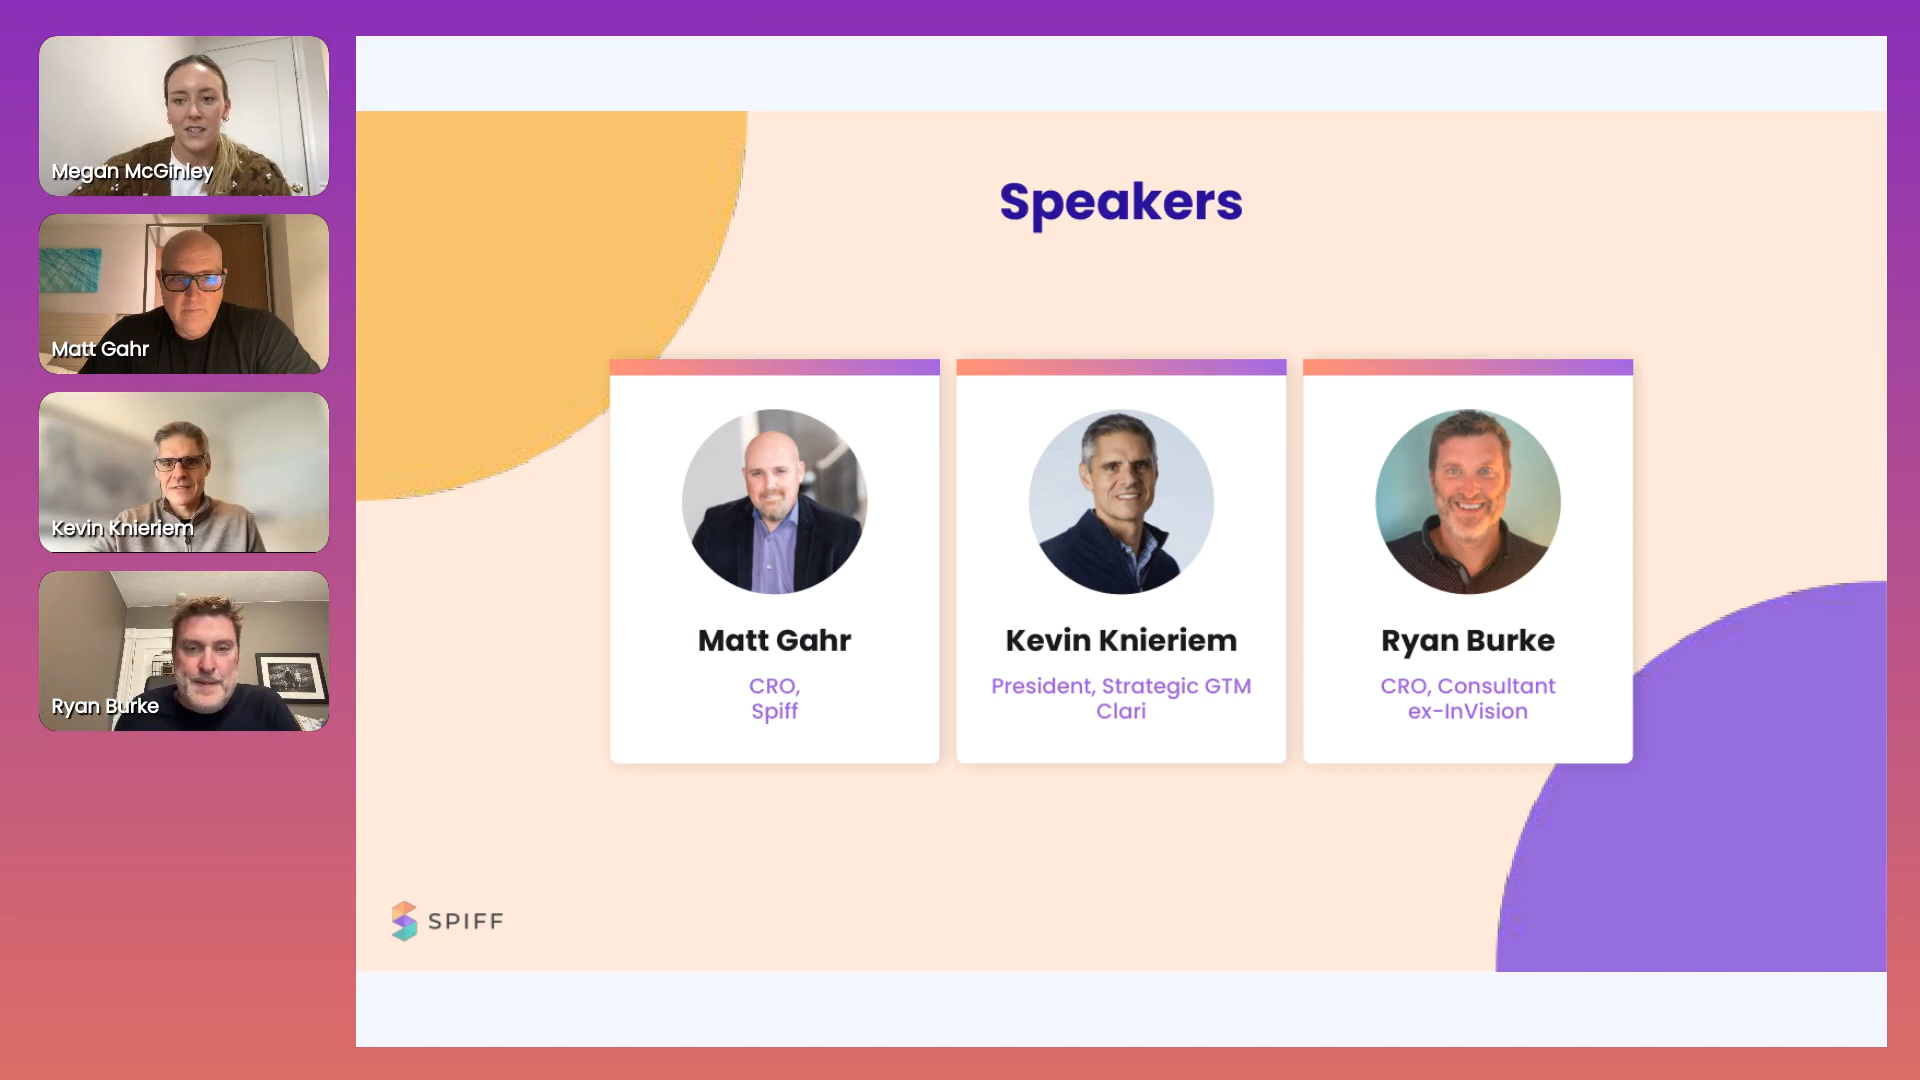 Megan McGinley
Matt Gahr
Kevin Knieriem
Ryan Burke
Speakers
Matt Gahr
CRO,
Spiff
Kevin Knieriem
President, Strategic GTM
Clari
Ryan Burke
CRO, Consultant
ex-InVision
SPIFF